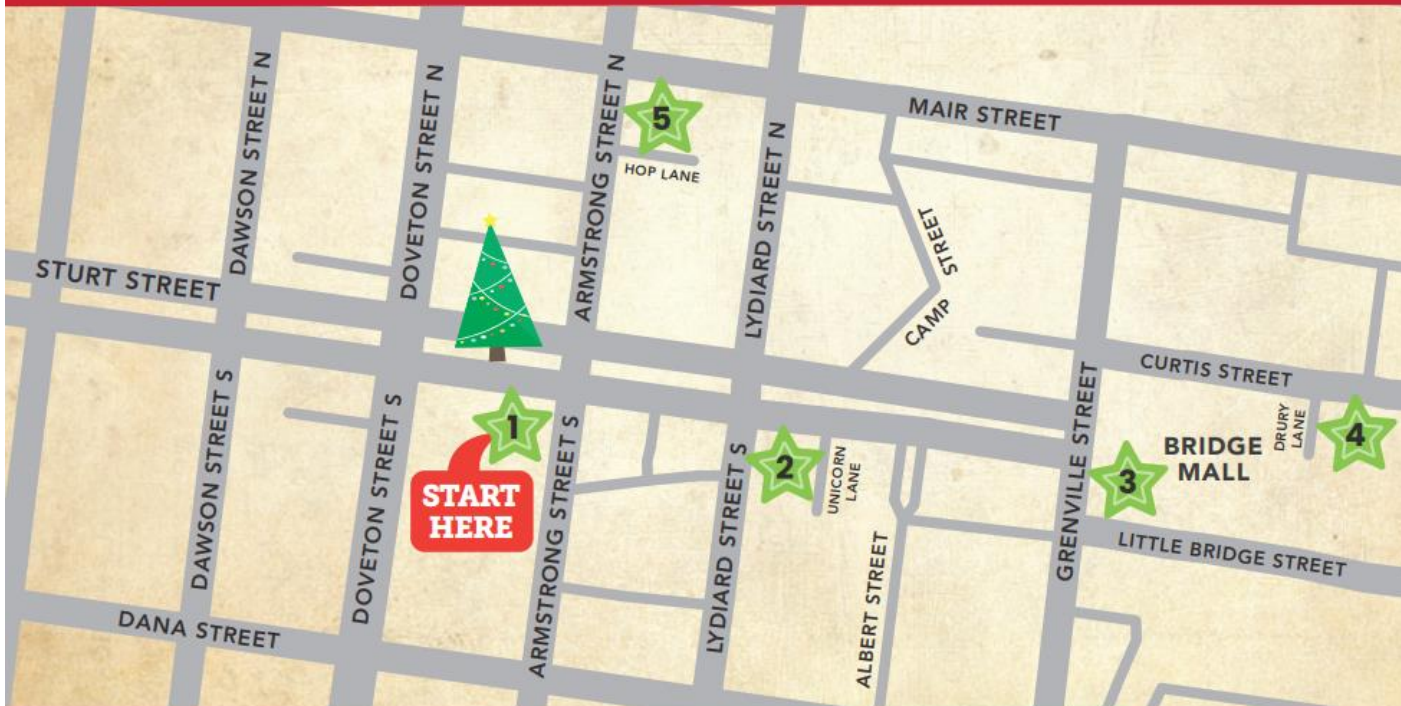 MAIR STREET
DAWSON STREET N
DOVETON STREET N
ARMSTRONG STREET N
5
HOP LANE
LYDIARD STREET N
CAMP
STREET
STURT STREET
CURTIS STREET
1
START
HERE
2
UNICORN
LANE
3
BRIDGE
MALL
DRURY
LANE
4
DAWSON STREET S
DOVETON STREET S
ARMSTRONG STREET S
LYDIARD STREET S
ALBERT STREET
GRENVILLE STREET
LITTLE BRIDGE STREET
DANA STREET